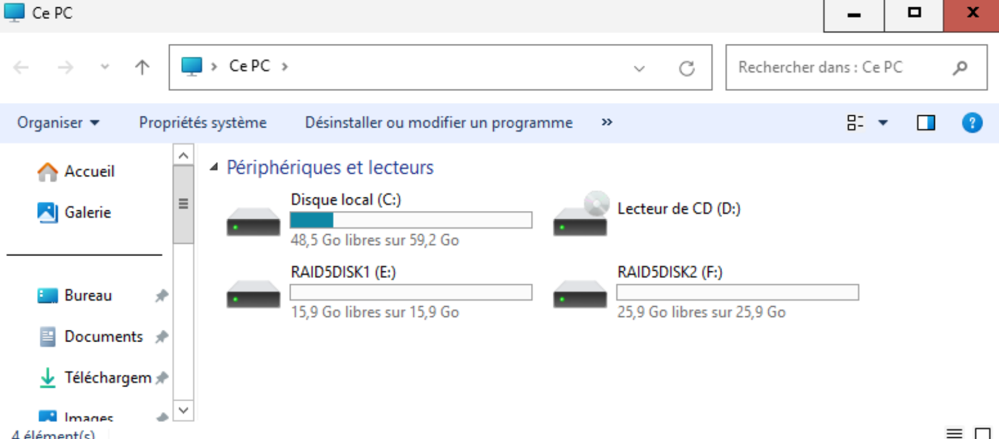 Ce PC
Ce PC
Rechercher dans : Ce PC
Organiser
Propriétés système
Désinstaller ou modifier un programme
»
Accueil
Galerie
Bureau
Documents
Téléchargem
Images
Périphériques et lecteurs
Disque local (C:)
48,5 Go libres sur 59,2 Go
Lecteur de CD (D:)
RAID5DISK1 (E:)
15,9 Go libres sur 15,9 Go
RAID5DISK2 (F:)
25,9 Go libres sur 25,9 Go
4 élément(s)